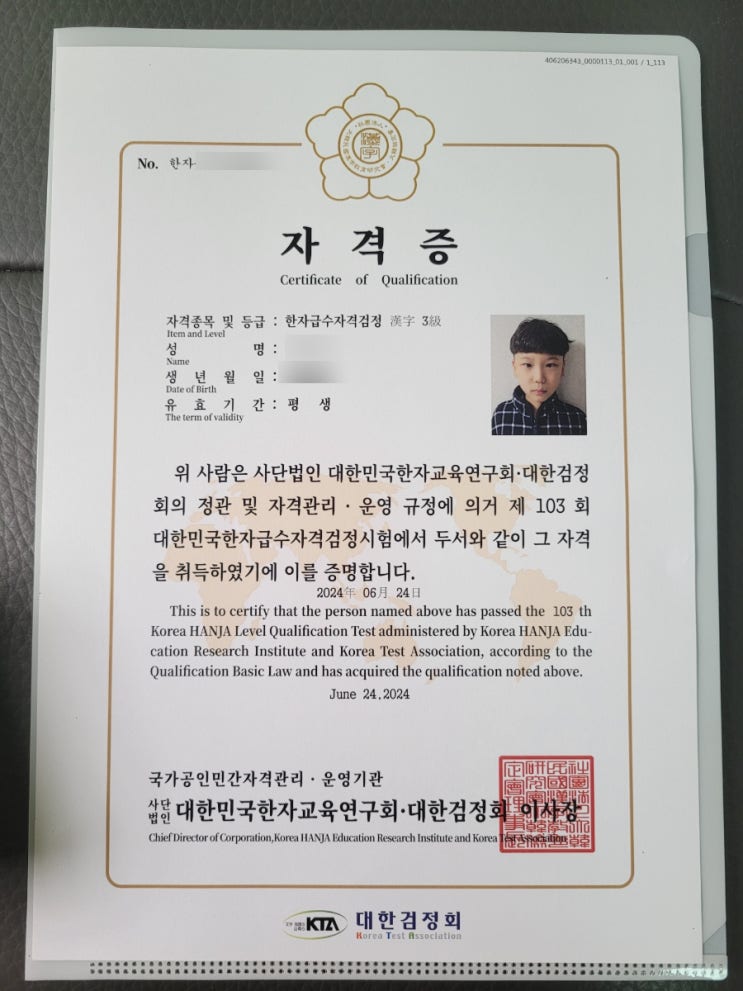 406206343_0000113_01_001 / 1_113
No. 한자
자격증
Certificate of Qualification
자격종목 및 등급 : 한자급수자격검정 漢字 3級
Item and Level
성 명 :
Name
생 년 월 일 :
Date of Birth
유 효 기 간 : 평 생
The term of validity
위 사람은 사단법인 대한민국한자교육연구회·대한검정
회의 정관 및 자격관리 · 운영 규정에 의거 제 103 회
대한민국한자급수자격검정시험에서 두서와 같이 그 자격
을 취득하였기에 이를 증명합니다.
2024年 06月 24日
This is to certify that the person named above has passed the 103 th
Korea HANJA Level Qualification Test administered by Korea HANJA Edu-
cation Research Institute and Korea Test Association, according to the
Qualification Basic Law and has acquired the qualification noted above.
June 24,2024
국가공인민간자격관리 · 운영기관
사단법인 대한민국한자교육연구회·대한검정회 이사장
Chief Director of Corporation,Korea HANJA Education Research Institute and Korea Test Association
KTA 대한검정회
Korea Test Association